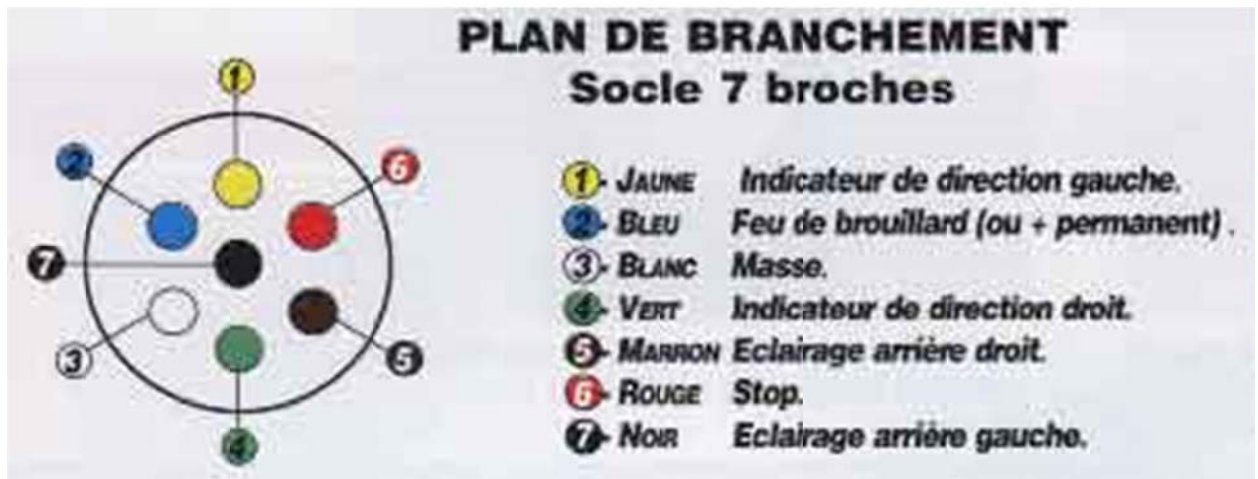 PLAN DE BRANCHEMENT
Socle 7 broches
1
2
6
7
3
5
4
1- JAUNE Indicateur de direction gauche.
2- BLEU Feu de brouillard (ou + permanent).
3- BLANC Masse.
4- VERT Indicateur de direction droit.
5- MARRON Eclairage arrière droit.
6- ROUGE Stop.
7- NOIR Eclairage arrière gauche.